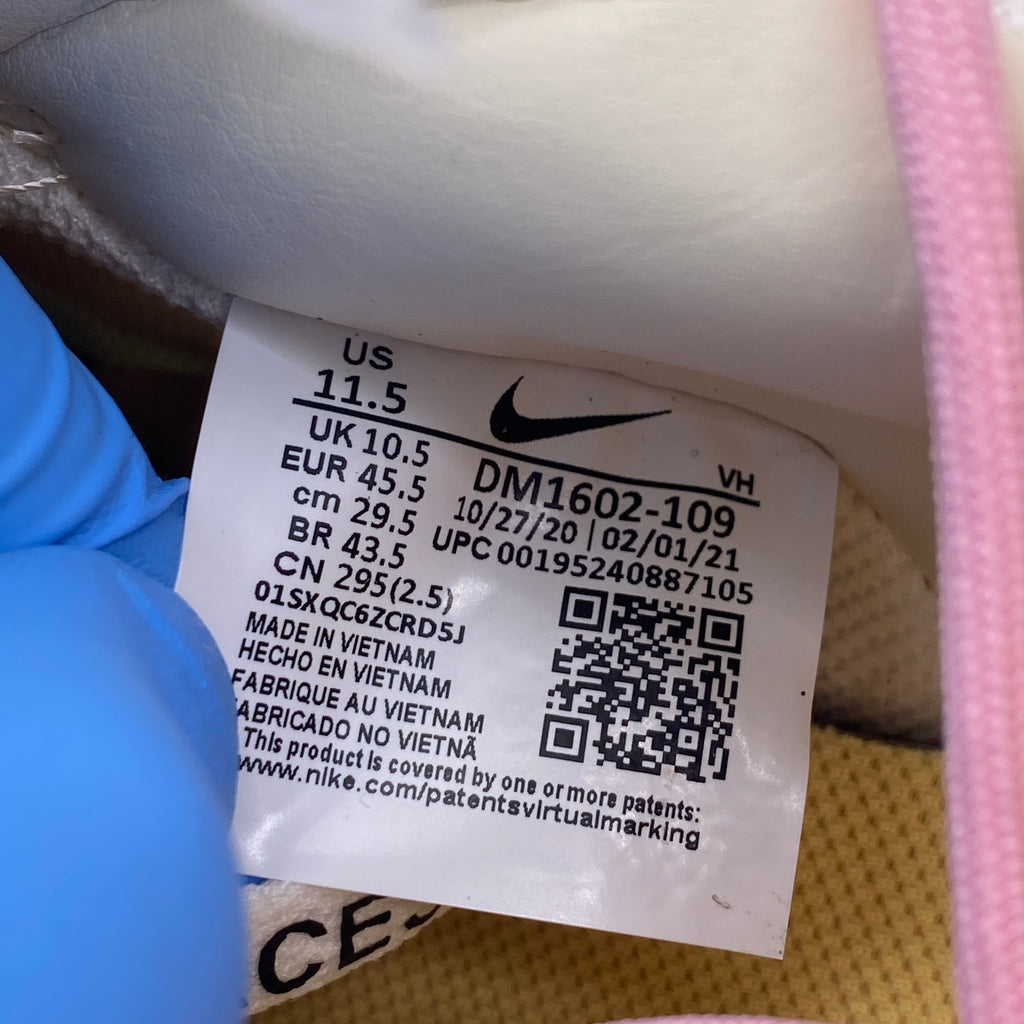 US
11.5
VH
UK 10.5
EUR 45.5
cm 29.5
BR 43.5
CN 295(2.5)
DM1602-109
10/27/20 | 02/01/21
UPC 00195240887105
01SXQC6ZCRD5J
MADE IN VIETNAM
HECHO EN VIETNAM
FABRIQUE AU VIETNAM
ABRICADO NO VIETNÃ
This product is covered by one or more patents:
www.nike.com/patentsvirtualmarking